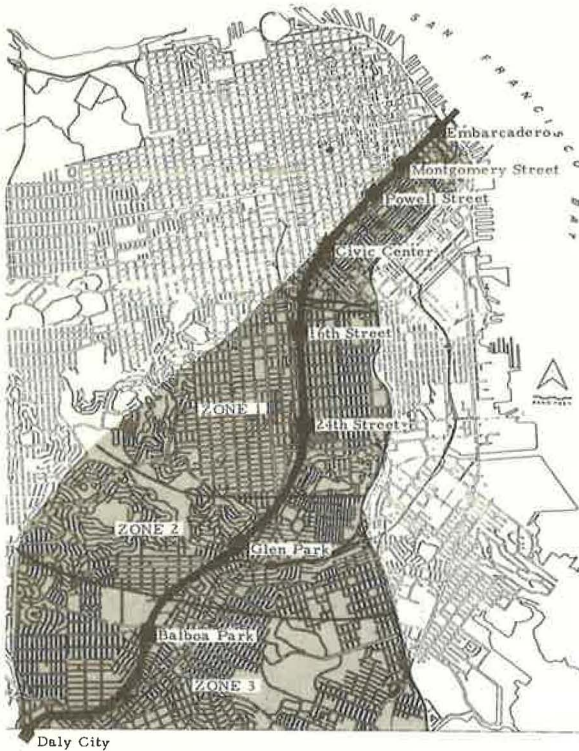 SAN FRANCISCO BAY
Embarcadero
Montgomery Street
Powell Street
Civic Center
16th Street
ZONE 1
24th Street
ZONE 2
Glen Park
Balboa Park
ZONE 3
Daly City